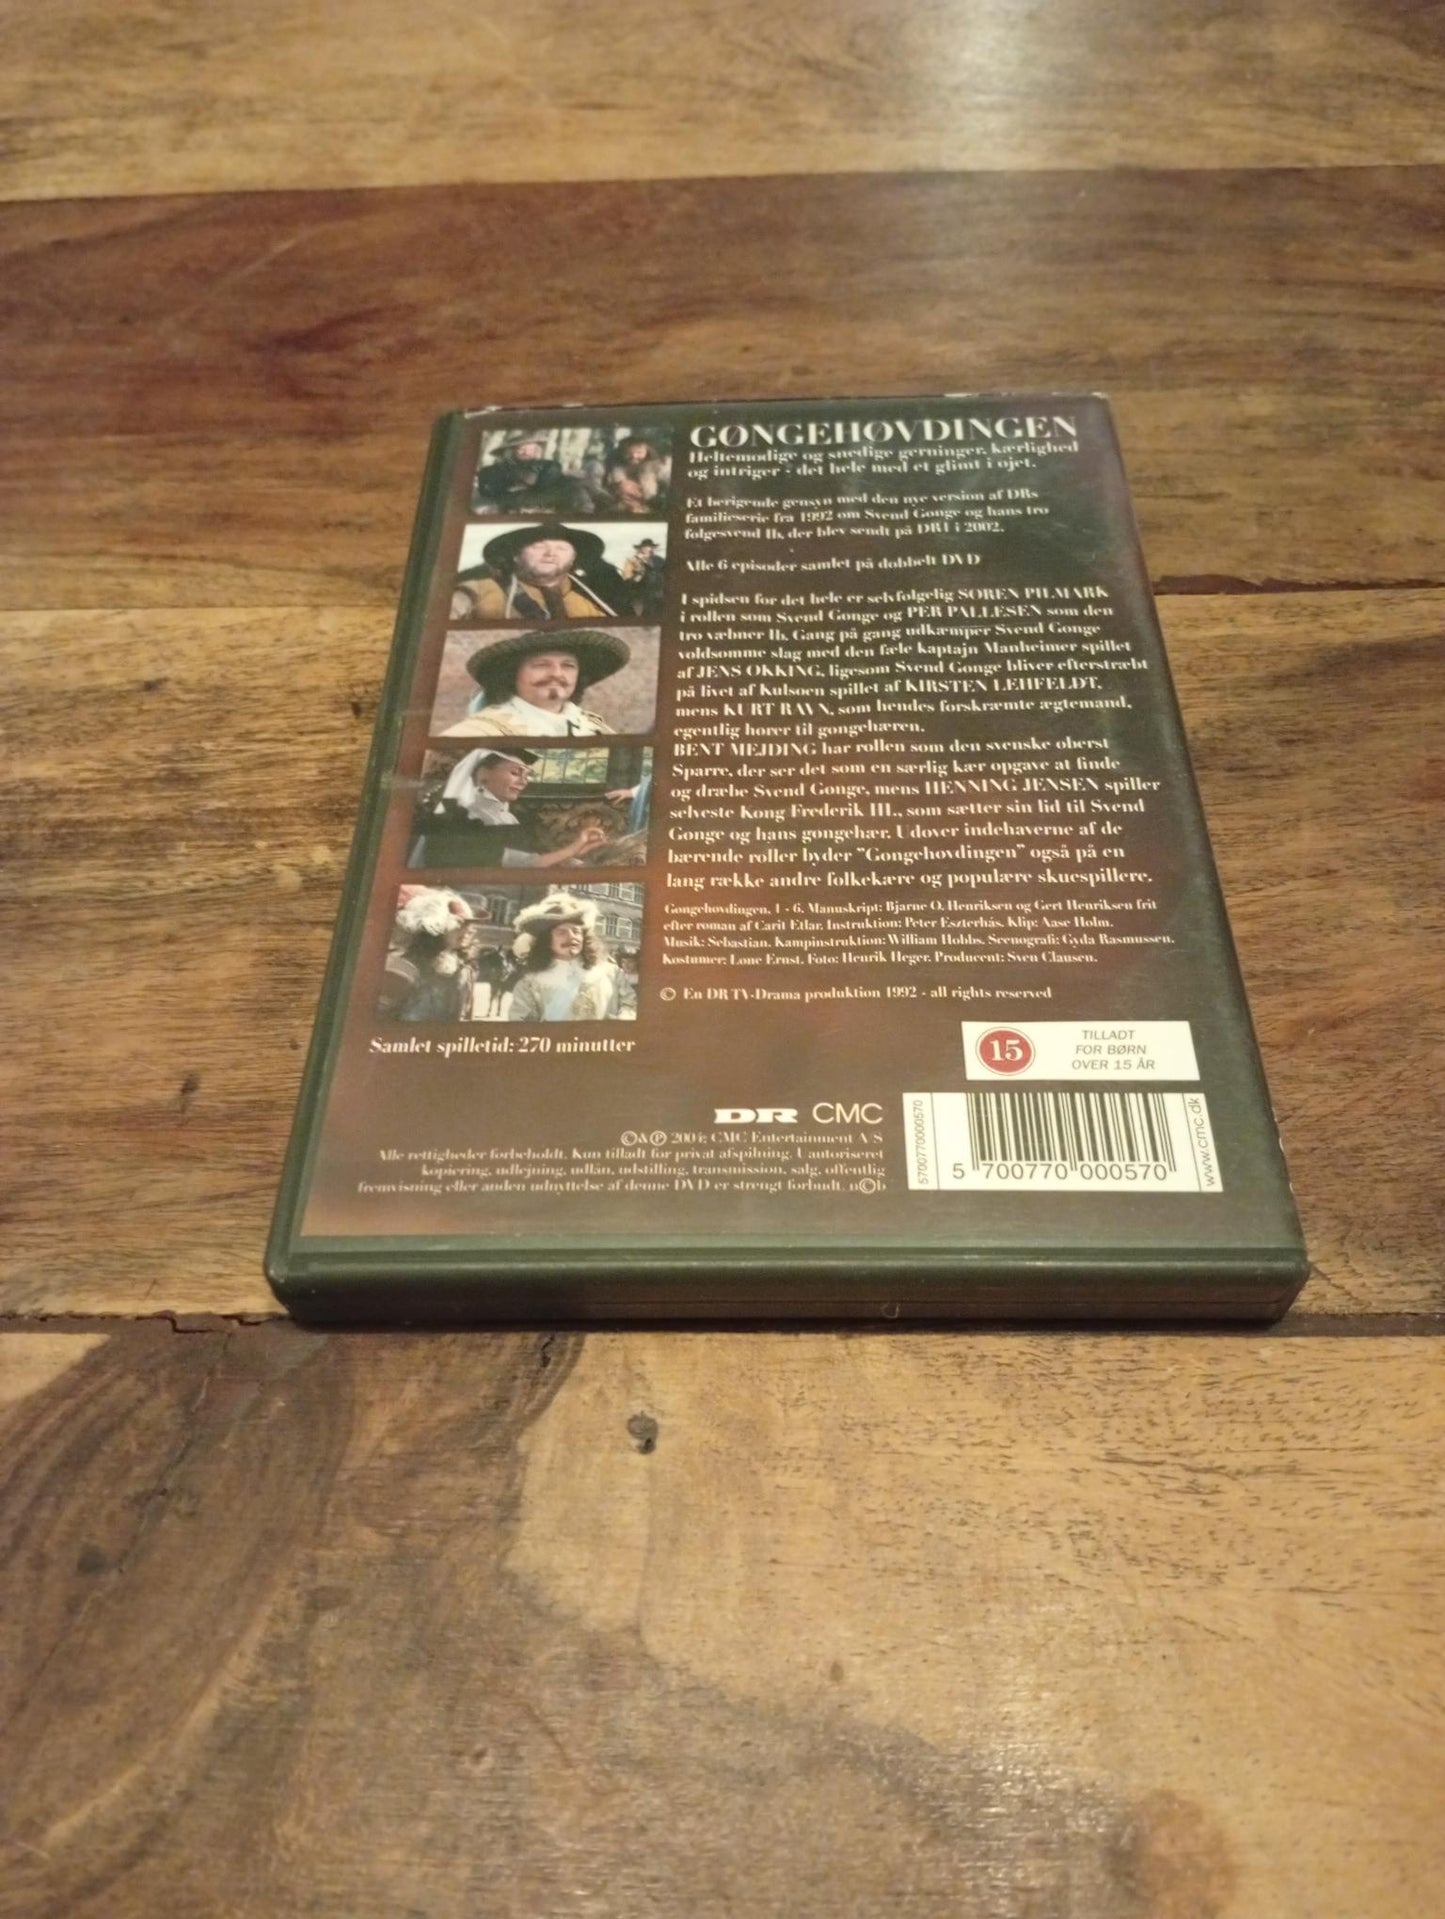 GØNGEHØVDINGEN
Heltemodige og snedige gerninger, kærlighed
og intriger - det hele med et glimt i øjet.
Et berigende gensyn med den nye version af DRs
familieserie fra 1992 om Svend Gønge og hans tro
følgesvend Ib, der blev sendt på DR1 i 2002.
Alle 6 episoder samlet på dobbelt DVD
I spidsen for det hele er selvfølgelig SØREN PILMARK
i rollen som Svend Gønge og PER PALLESEN som den
tro væbner Ib. Gang på gang udkæmper Svend Gønge
voldsomme slag med den fæle kaptajn Manheimer spillet
af JENS OKKING, ligesom Svend Gønge bliver efterstræbt
på livet af Kulsoen spillet af KIRSTEN LEHFELDT,
mens KURT RAVN, som hendes forskræmte ægtemand,
egentlig hører til gøngehæren.
BENT MEJDING har rollen som den svenske oberst
Sparre, der ser det som en særlig kær opgave at finde
og dræbe Svend Gønge, mens HENNING JENSEN spiller
selveste Kong Frederik III., som sætter sin lid til Svend
Gønge og hans gøngehær. Udover indehaverne af de
bærende roller byder "Gøngehøvdingen" også på en
lang række andre folkekære og populære skuespillere.
Gøngehøvdingen, 1 - 6. Manuskript: Bjarne O. Henriksen og Gert Henriksen frit
efter roman af Carit Etlar. Instruktion: Peter Eszterhás. Klip: Aase Holm.
Musik: Sebastian. Kampinstruktion: William Hobbs. Scenografi: Gyda Rasmussen.
Kostumer: Lone Ernst. Foto: Henrik Heger. Producent: Sven Clausen.
© En DR TV-Drama produktion 1992 - all rights reserved
Samlet spilletid: 270 minutter
15
TILLADT
FOR BØRN
OVER 15 ÅR
DR CMC
©&℗ 2004; CMC Entertainment A/S
Alle rettigheder forbeholdt. Kun tilladt for privat afspilning. Uautoriseret
kopiering, udlejning, udlån, udstilling, transmission, salg, offentlig
fremvisning eller anden udnyttelse af denne DVD er strengt forbudt. n©b
5700770000570
5 700770 000570
www.cmc.dk